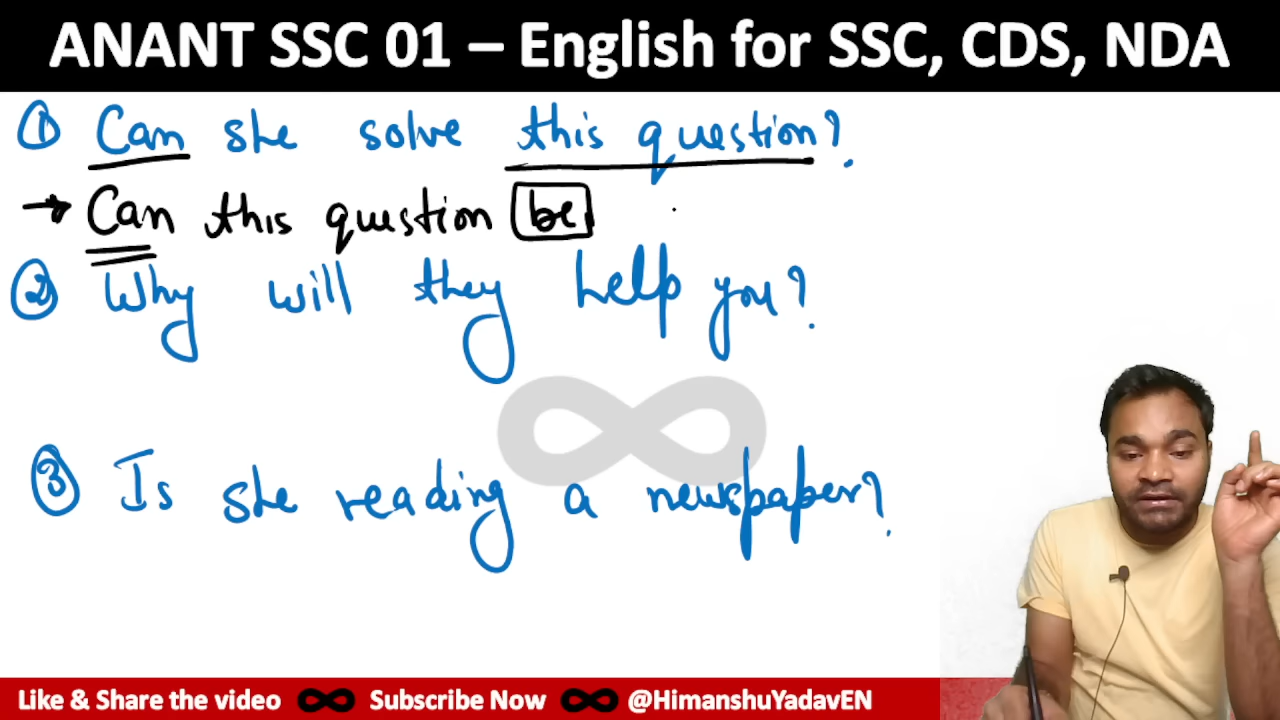 ANANT SSC 01 – English for SSC, CDS, NDA
① Can she solve this question?
→ Can this question be
② Why will they help you?
③ Is she reading a newspaper?
Like & Share the video Subscribe Now @HimanshuYadavEN